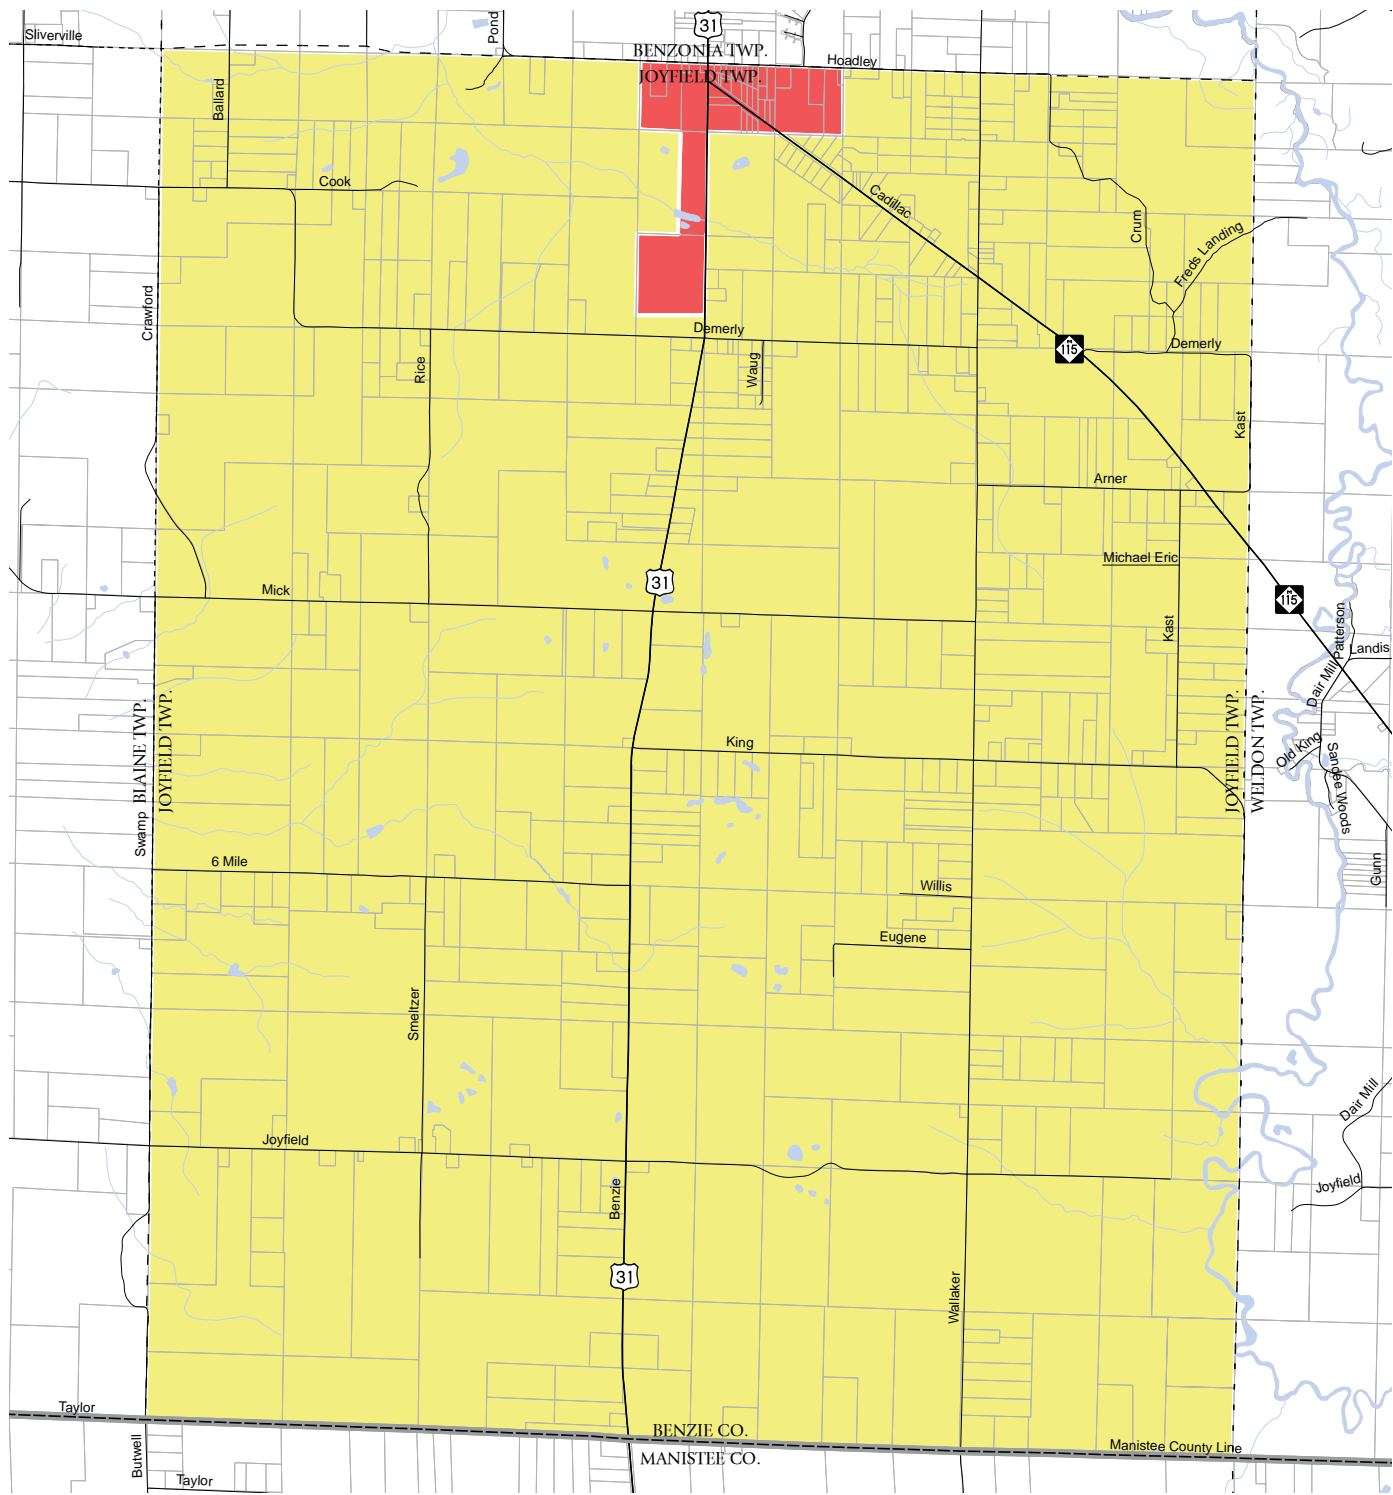 31
Pond
Sliverville
BENZONIA TWP.
JOYFIELD TWP.
Hoadley
Ballard
Cook
Cadillac
Crum
Freds Landing
Crawford
Demerly
Rice
Waug
M
115
Demerly
Kast
Arner
Michael Eric
31
Mick
M
115
Kast
Patterson
Landis
Dair Mill
BLAINE TWP.
JOYFIELD TWP.
JOYFIELD TWP.
WELDON TWP.
King
Old King
Sandee Woods
Swamp
6 Mile
Gunn
Willis
Eugene
Smeltzer
Dair Mill
Joyfield
Joyfield
Benzie
31
Wallaker
Taylor
BENZIE CO.
MANISTEE CO.
Manistee County Line
Butwell
Taylor